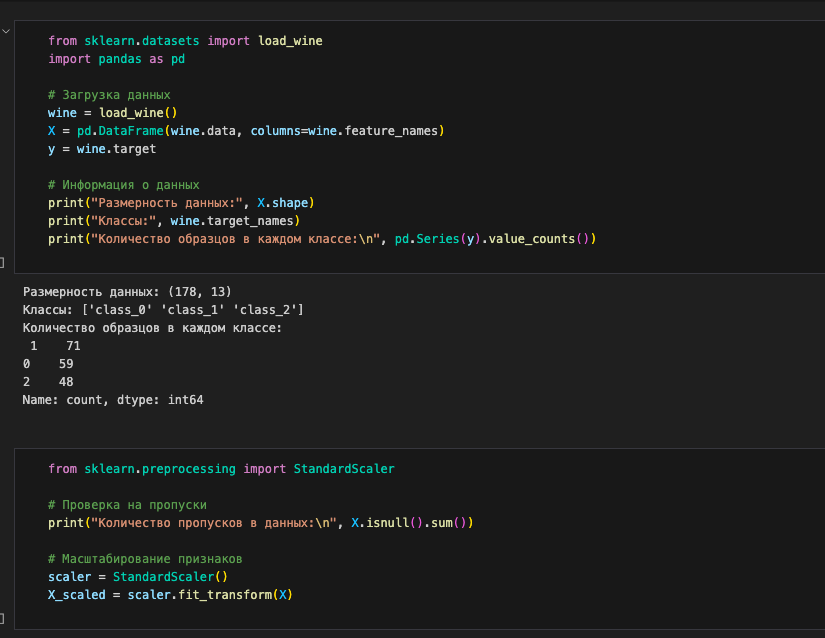 from sklearn.datasets import load_wine
import pandas as pd
# Загрузка данных
wine = load_wine()
X = pd.DataFrame(wine.data, columns=wine.feature_names)
y = wine.target
# Информация о данных
print("Размерность данных:", X.shape)
print("Классы:", wine.target_names)
print("Количество образцов в каждом классе:\n", pd.Series(y).value_counts())
Размерность данных: (178, 13)
Классы: ['class_0' 'class_1' 'class_2']
Количество образцов в каждом классе:
1    71
0    59
2    48
Name: count, dtype: int64
from sklearn.preprocessing import StandardScaler
# Проверка на пропуски
print("Количество пропусков в данных:\n", X.isnull().sum())
# Масштабирование признаков
scaler = StandardScaler()
X_scaled = scaler.fit_transform(X)